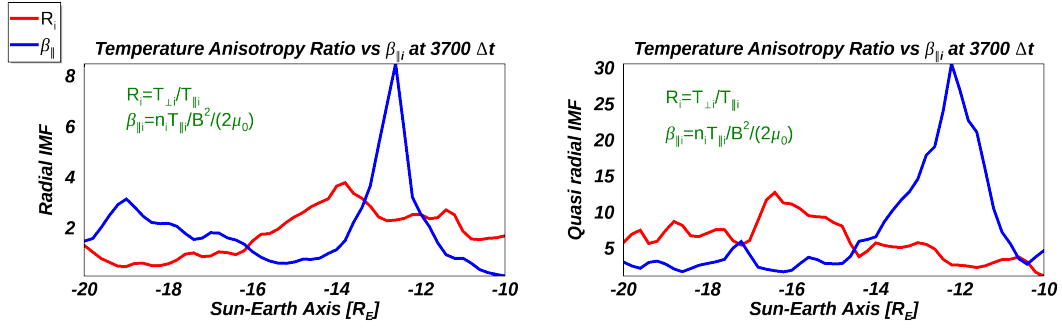 R_i
β_∥
Temperature Anisotropy Ratio vs β_∥i at 3700 Δt
Radial IMF
8
6
4
2
R_i=T_⊥i/T_∥i
β_∥i=n_iT_∥i/B^2/(2μ_0)
-20 -18 -16 -14 -12 -10
Sun-Earth Axis [R_E]
Temperature Anisotropy Ratio vs β_∥i at 3700 Δt
Quasi radial IMF
30
25
20
15
10
5
R_i=T_⊥i/T_∥i
β_∥i=n_iT_∥i/B^2/(2μ_0)
-20 -18 -16 -14 -12 -10
Sun-Earth Axis [R_E]